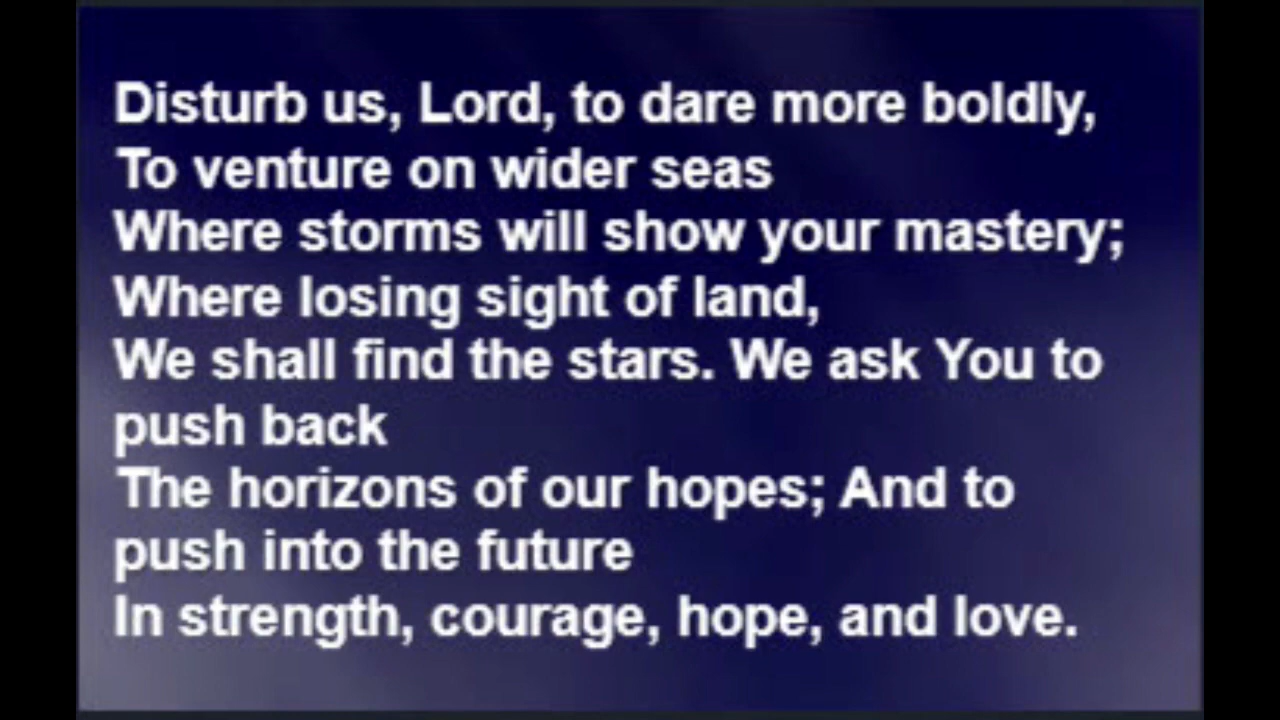 Disturb us, Lord, to dare more boldly,
To venture on wider seas
Where storms will show your mastery;
Where losing sight of land,
We shall find the stars. We ask You to
push back
The horizons of our hopes; And to
push into the future
In strength, courage, hope, and love.